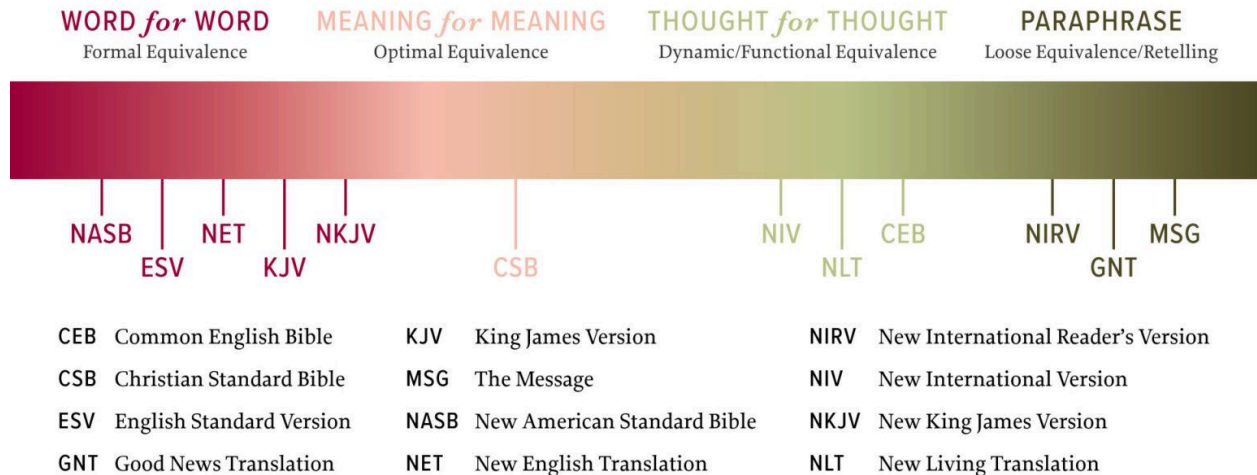 WORD for WORD MEANING for MEANING THOUGHT for THOUGHT PARAPHRASE
Formal Equivalence Optimal Equivalence Dynamic/Functional Equivalence Loose Equivalence/Retelling
NASB NET NKJV NIV CEB NIRV MSG
ESV KJV CSB NLT GNT
CEB Common English Bible KJV King James Version NIRV New International Reader’s Version
CSB Christian Standard Bible MSG The Message NIV New International Version
ESV English Standard Version NASB New American Standard Bible NKJV New King James Version
GNT Good News Translation NET New English Translation NLT New Living Translation